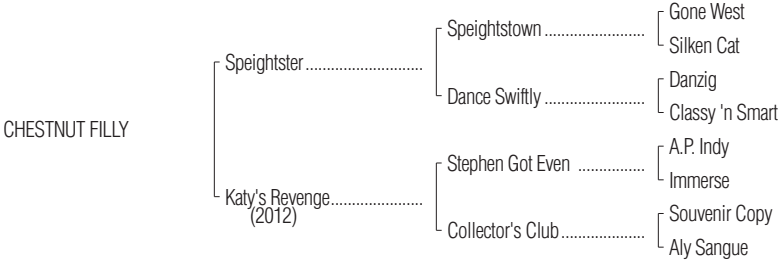 Gone West
Speightstown ........................
Silken Cat
Speightster ............................
Danzig
Dance Swiftly ........................
Classy 'n Smart
CHESTNUT FILLY
A.P. Indy
Stephen Got Even ................
Immerse
Katy's Revenge ......................
(2012)
Souvenir Copy
Collector's Club ....................
Aly Sangue